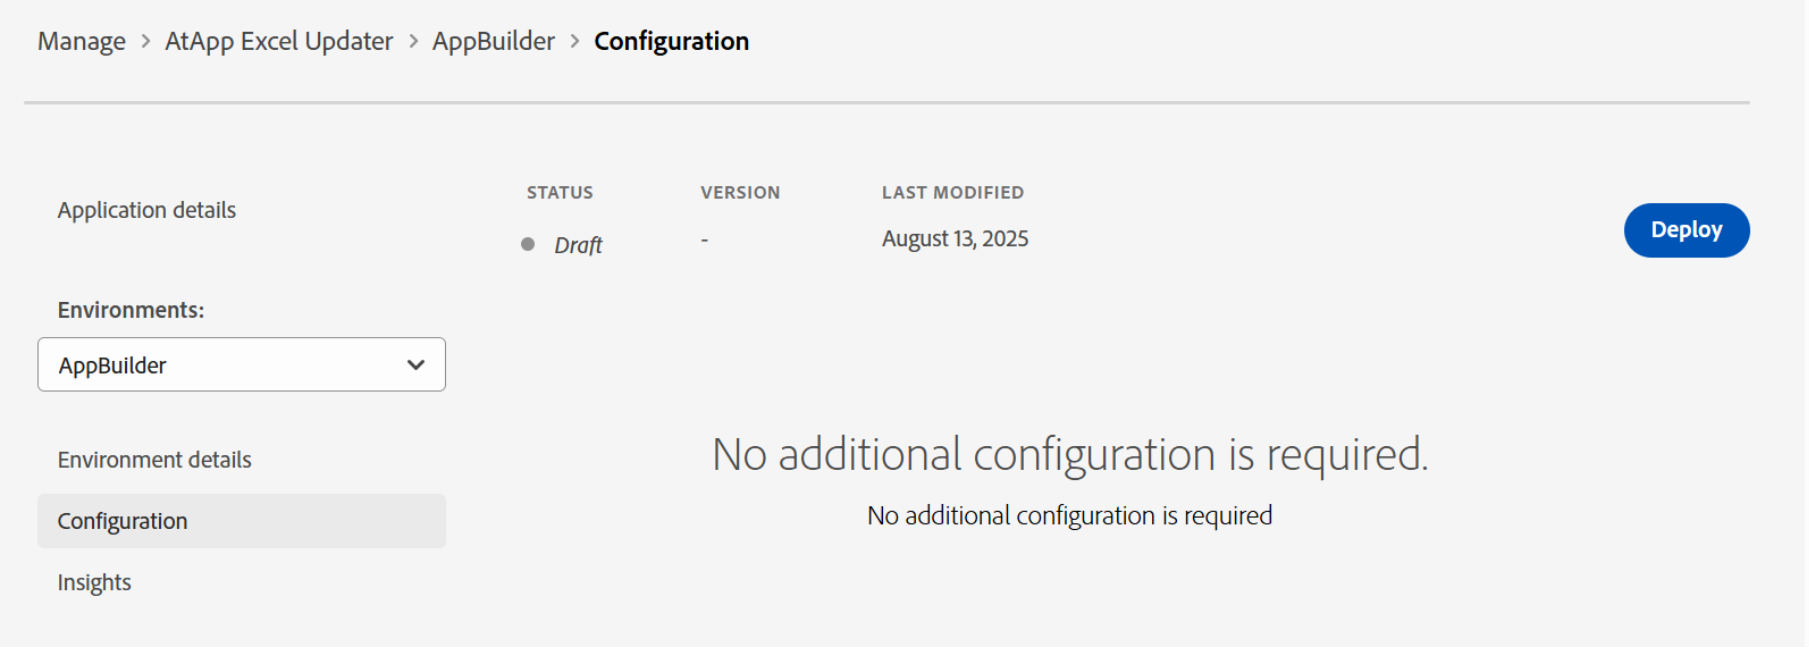 Manage > AtApp Excel Updater > AppBuilder > Configuration
Application details
STATUS VERSION LAST MODIFIED
Draft - August 13, 2025
Deploy
Environments:
AppBuilder
Environment details
Configuration
Insights
No additional configuration is required.
No additional configuration is required